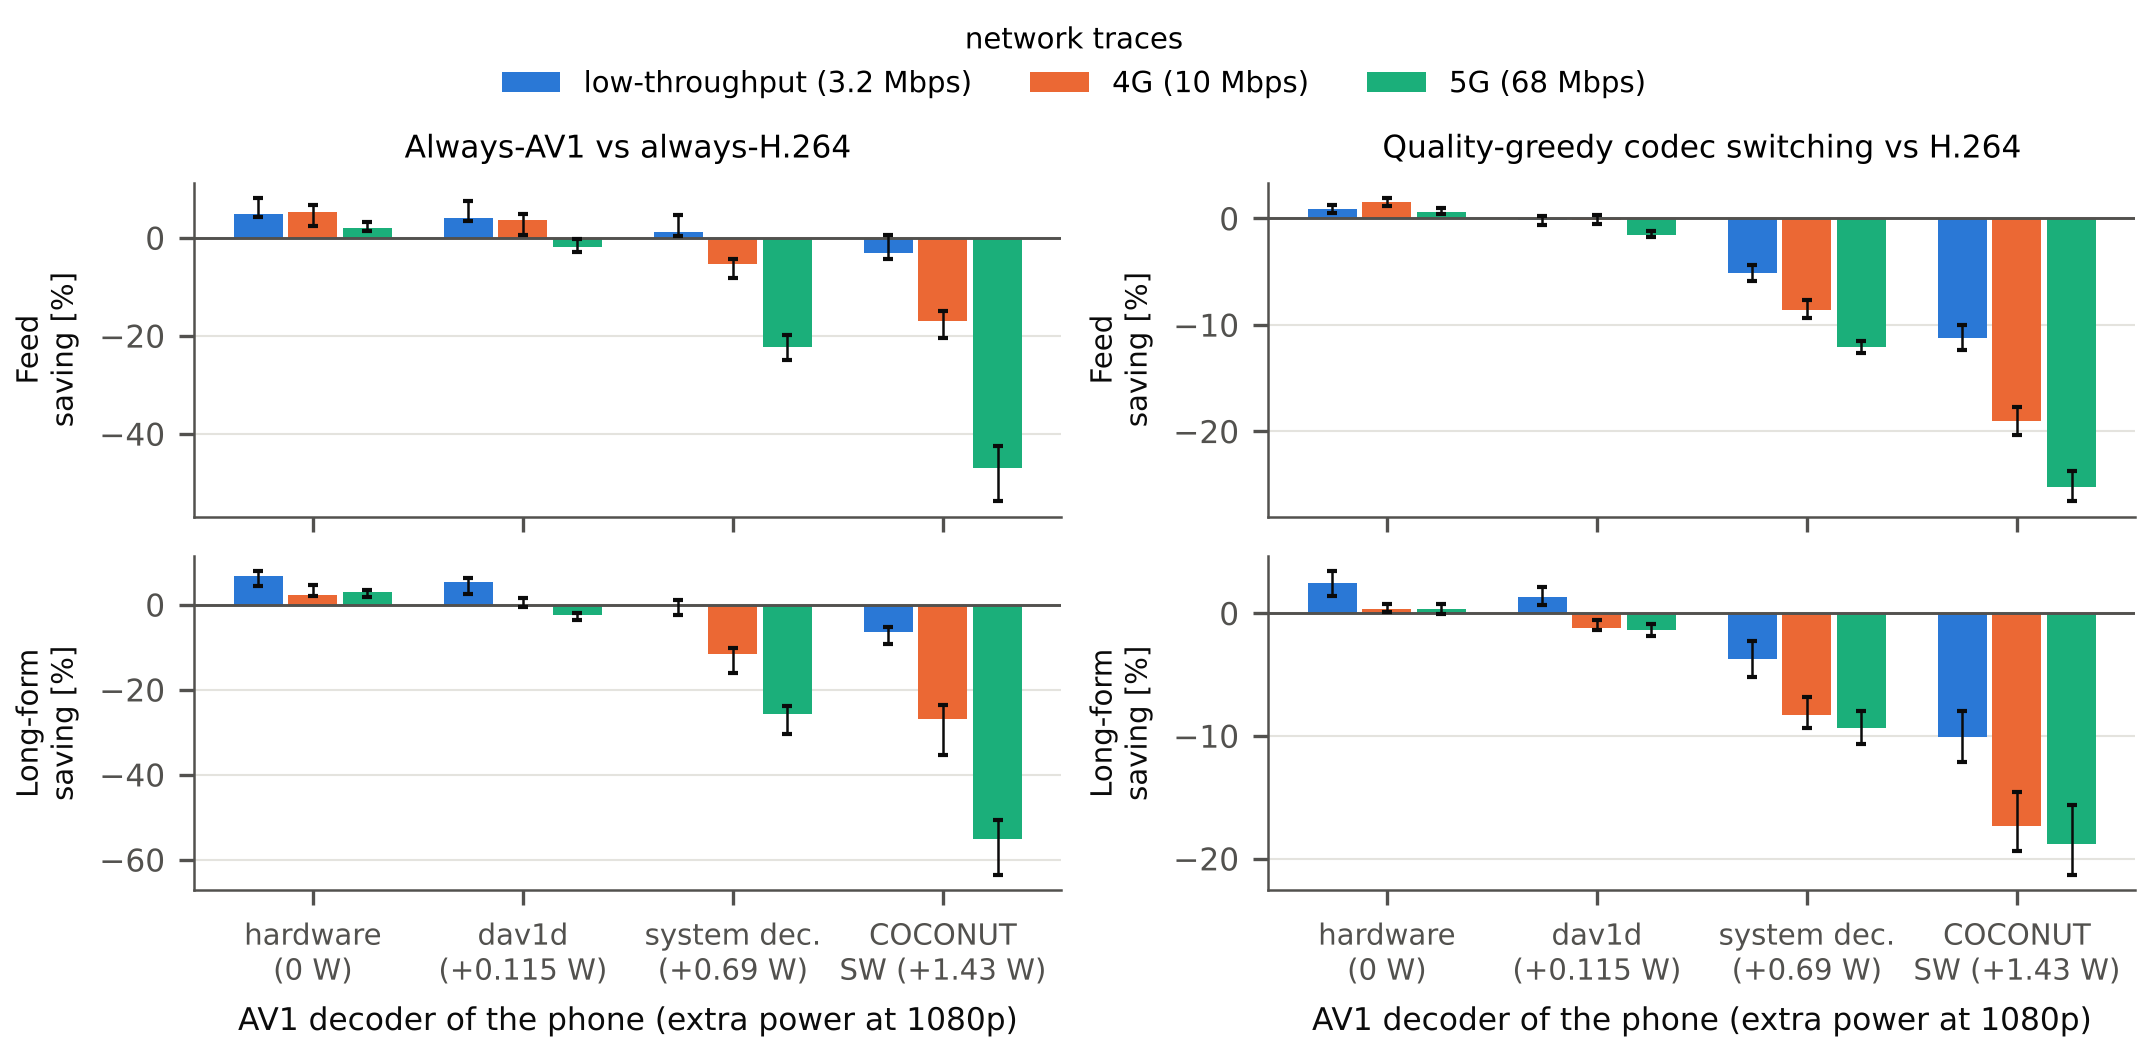 network traces
low-throughput (3.2 Mbps)
4G (10 Mbps)
5G (68 Mbps)
Always-AV1 vs always-H.264
Quality-greedy codec switching vs H.264
Feed
saving [%]
0
−20
−40
Feed
saving [%]
0
−10
−20
Long-form
saving [%]
0
−20
−40
−60
Long-form
saving [%]
0
−10
−20
hardware
(0 W)
dav1d
(+0.115 W)
system dec.
(+0.69 W)
COCONUT
SW (+1.43 W)
AV1 decoder of the phone (extra power at 1080p)
hardware
(0 W)
dav1d
(+0.115 W)
system dec.
(+0.69 W)
COCONUT
SW (+1.43 W)
AV1 decoder of the phone (extra power at 1080p)